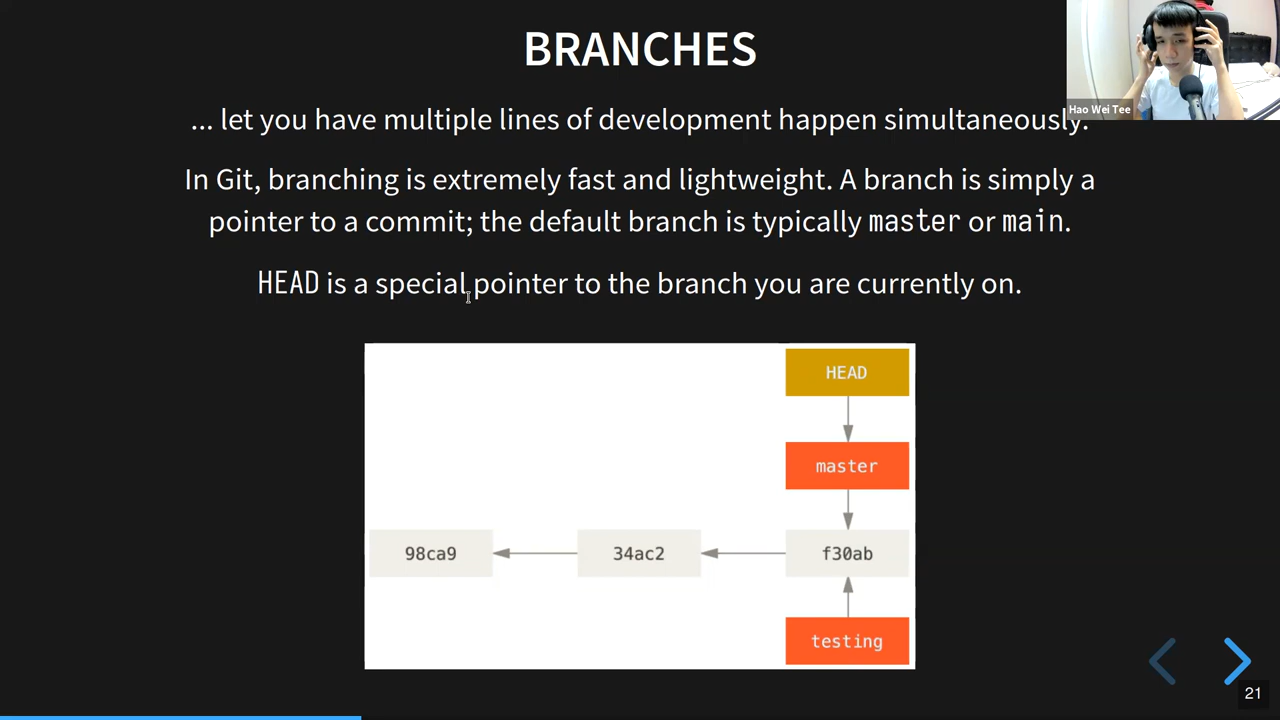 BRANCHES
... let you have multiple lines of development happen simultaneously.
Hao Wei Tee
In Git, branching is extremely fast and lightweight. A branch is simply a
pointer to a commit; the default branch is typically master or main.
HEAD is a special pointer to the branch you are currently on.
HEAD
master
98ca9
34ac2
f30ab
testing
21